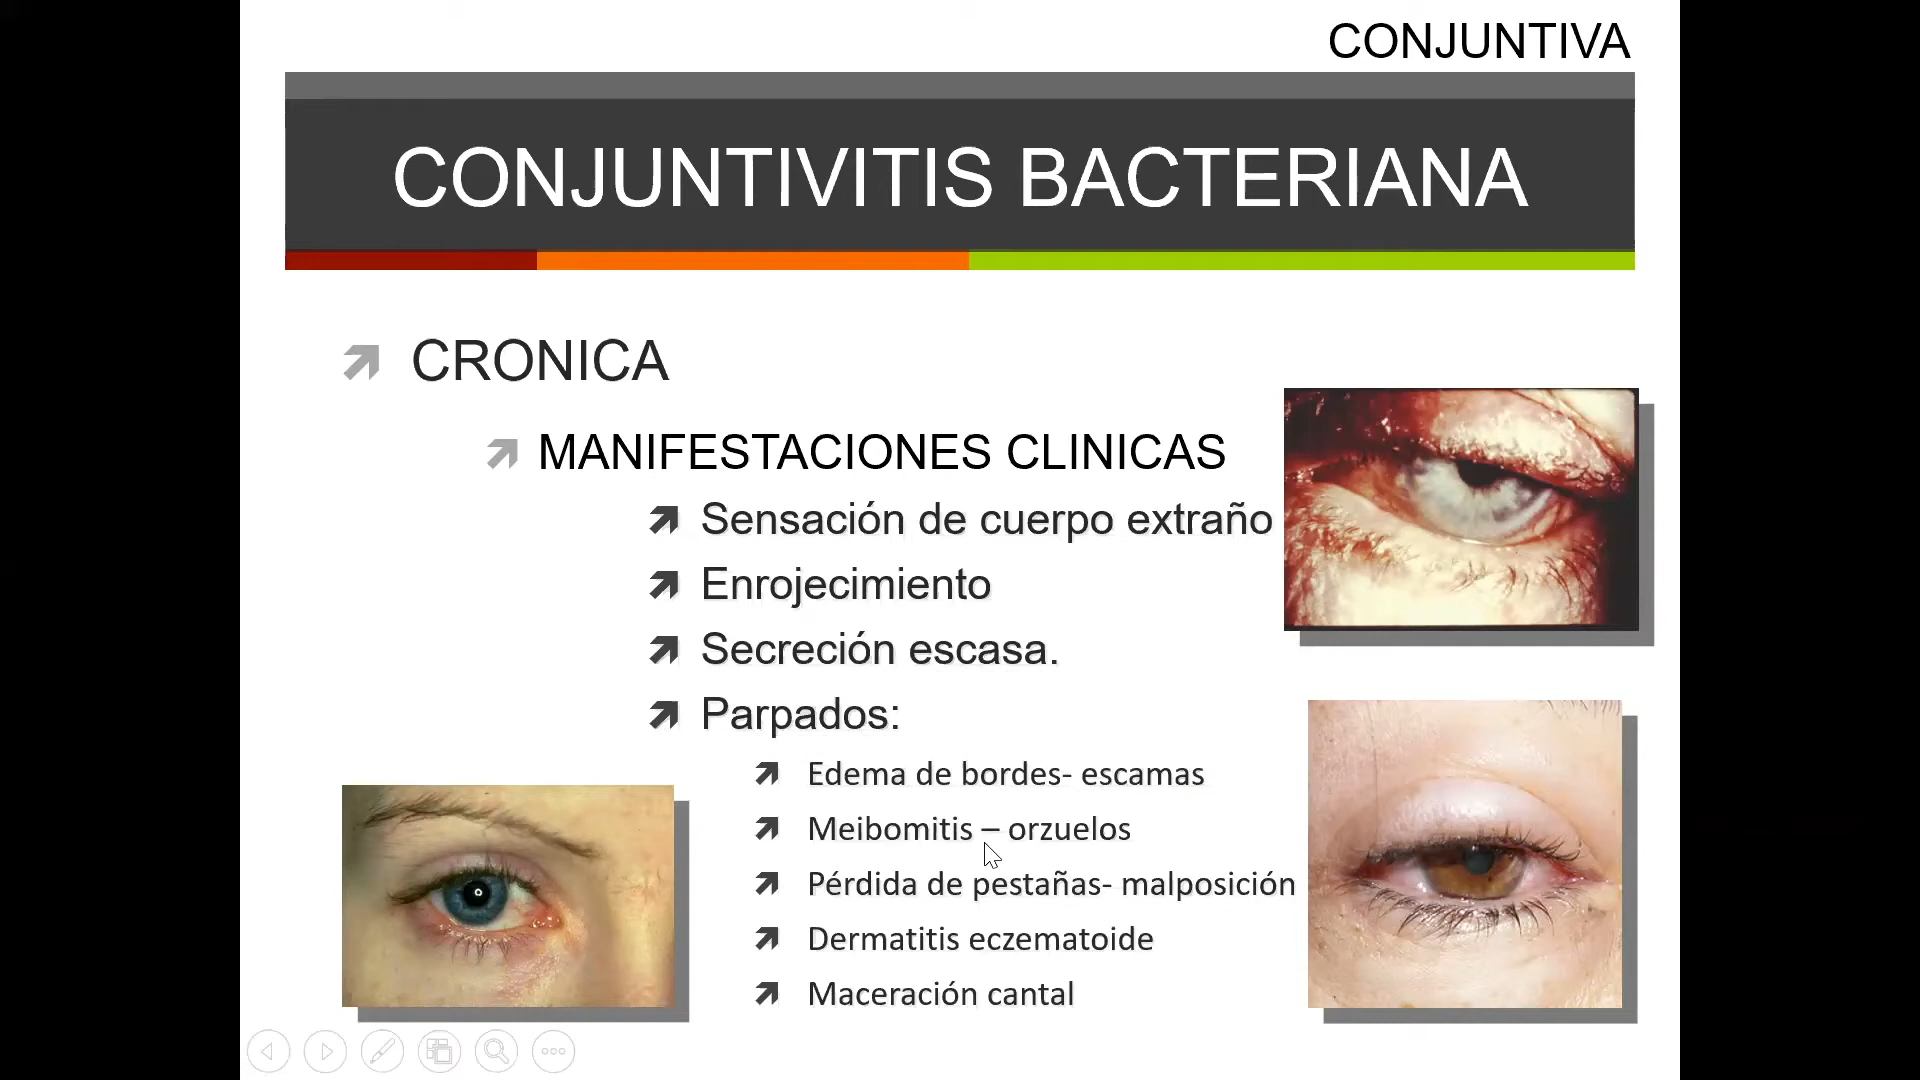 CONJUNTIVA
CONJUNTIVITIS BACTERIANA
CRONICA
MANIFESTACIONES CLINICAS
Sensación de cuerpo extraño
Enrojecimiento
Secreción escasa.
Parpados:
Edema de bordes- escamas
Meibomitis – orzuelos
Pérdida de pestañas- malposición
Dermatitis eczematoide
Maceración cantal